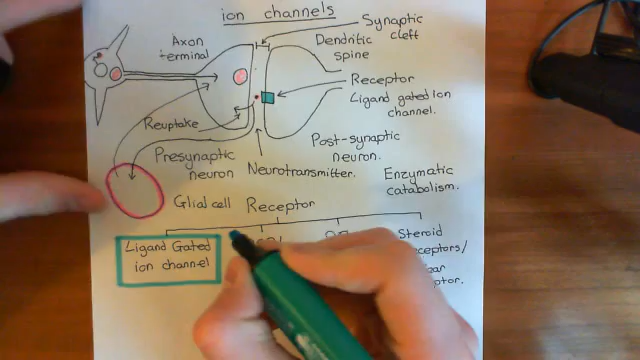 ion channels
Synaptic
cleft
Axon
terminal
Dendritic
spine
Receptor
Ligand gated ion
channel.
Reuptake
Presynaptic
neuron
Neurotransmitter.
Post-synaptic
neuron.
Enzymatic
catabolism.
Glial cell
Receptor
Ligand Gated
ion channel
Steroid